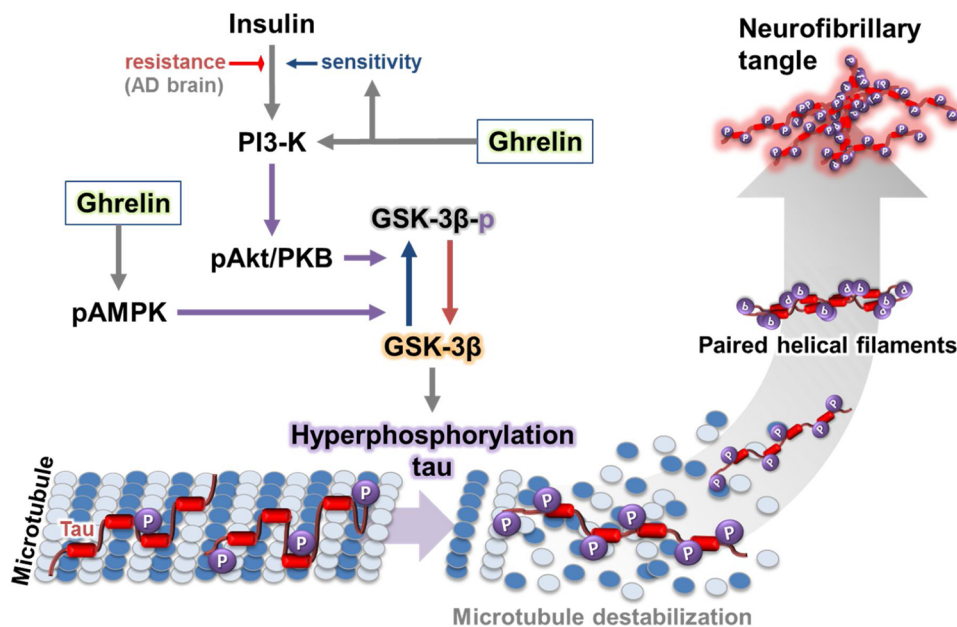 Insulin
resistance
(AD brain)
sensitivity
PI3-K
Ghrelin
Ghrelin
GSK-3β-p
pAkt/PKB
pAMPK
GSK-3β
Hyperphosphorylation
tau
Neurofibrillary
tangle
Paired helical filaments
Microtubule
Tau
P
P
P
P
P
P
P
P
P
P
Microtubule destabilization